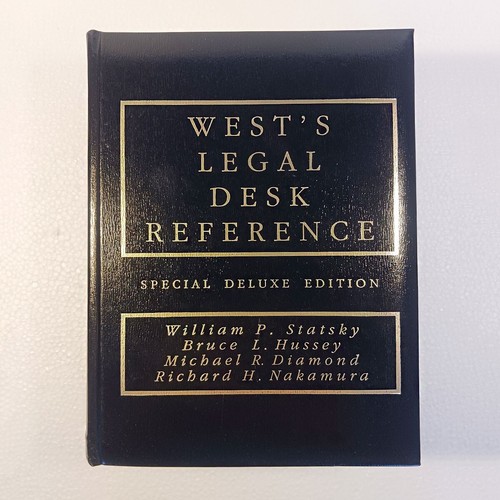 WEST'S
LEGAL
DESK
REFERENCE
SPECIAL DELUXE EDITION
William P. Statsky
Bruce L. Hussey
Michael R. Diamond
Richard H. Nakamura